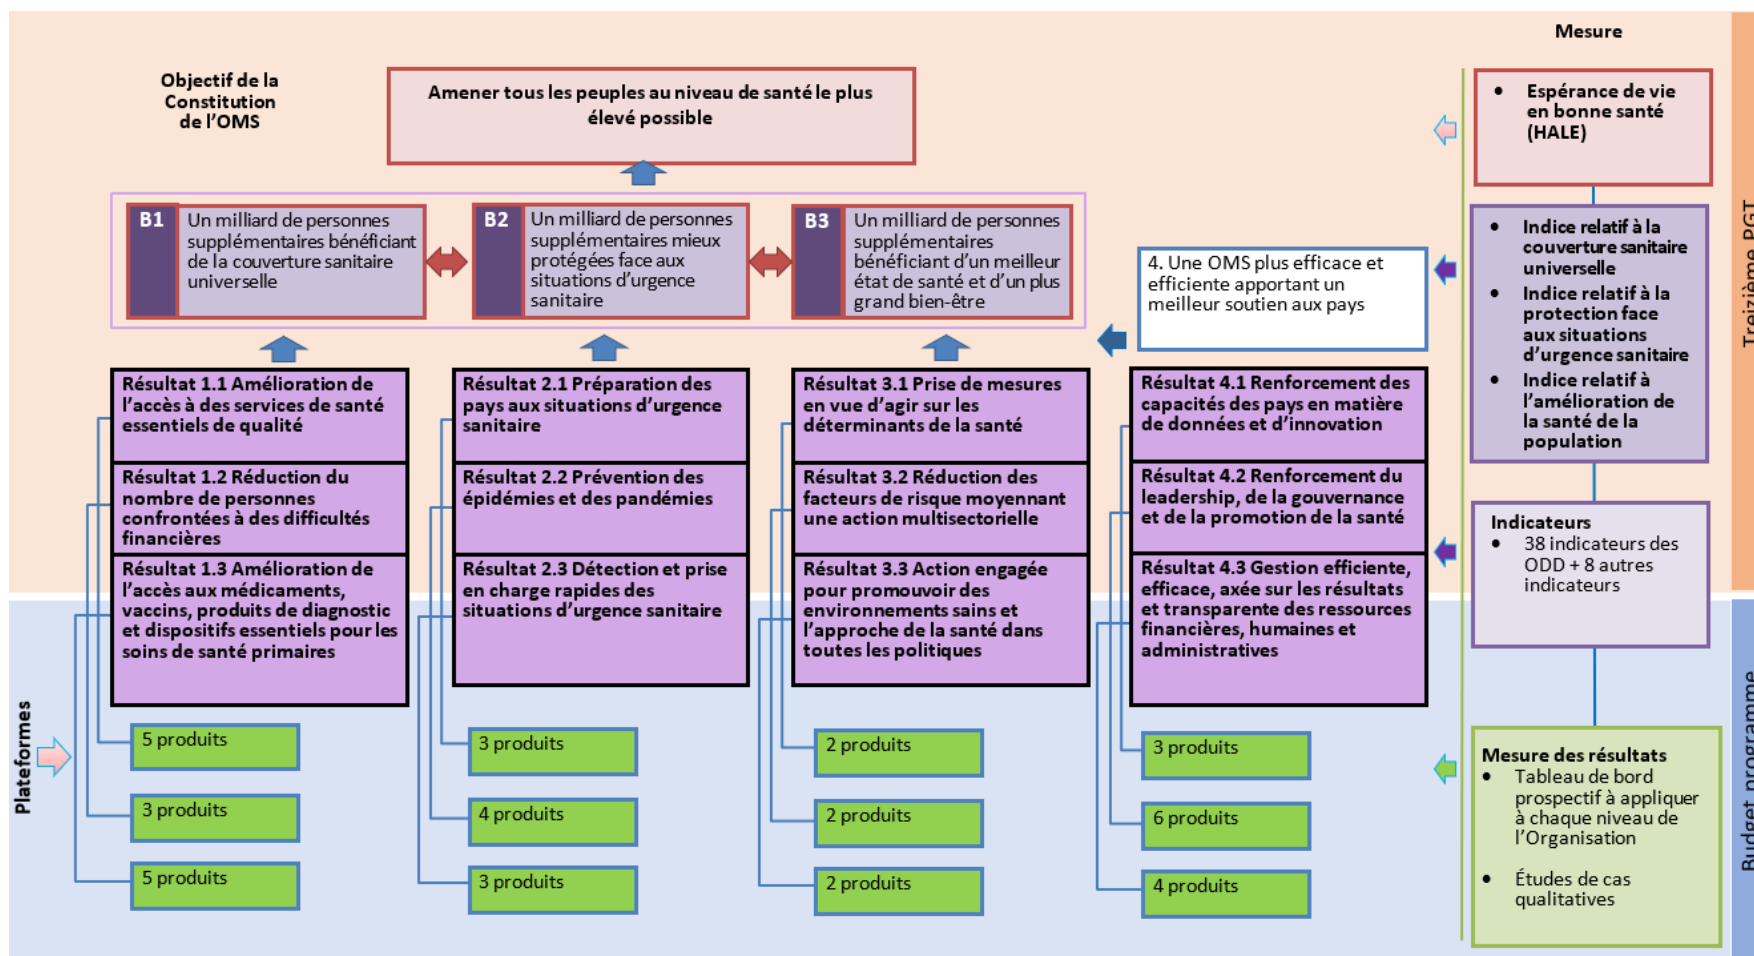 Mesure
Objectif de la
Constitution
de l’OMS
Amener tous les peuples au niveau de santé le plus
élevé possible
• Espérance de vie
en bonne santé
(HALE)
B1
Un milliard de personnes
supplémentaires bénéficiant
de la couverture sanitaire
universelle
B2
Un milliard de personnes
supplémentaires mieux
protégées face aux
situations d’urgence
sanitaire
B3
Un milliard de personnes
supplémentaires
bénéficiant d’un meilleur
état de santé et d’un plus
grand bien-être
4. Une OMS plus efficace et
efficiente apportant un
meilleur soutien aux pays
• Indice relatif à la
couverture sanitaire
universelle
• Indice relatif à la
protection face
aux situations
d’urgence sanitaire
• Indice relatif à
l’amélioration de
la santé de la
population
Treizième PGT
Résultat 1.1 Amélioration de
l’accès à des services de santé
essentiels de qualité
Résultat 1.2 Réduction du
nombre de personnes
confrontées à des difficultés
financières
Résultat 1.3 Amélioration de
l’accès aux médicaments,
vaccins, produits de diagnostic
et dispositifs essentiels pour les
soins de santé primaires
Résultat 2.1 Préparation des
pays aux situations d’urgence
sanitaire
Résultat 2.2 Prévention des
épidémies et des pandémies
Résultat 2.3 Détection et prise
en charge rapides des
situations d’urgence sanitaire
Résultat 3.1 Prise de mesures
en vue d’agir sur les
déterminants de la santé
Résultat 3.2 Réduction des
facteurs de risque moyennant
une action multisectorielle
Résultat 3.3 Action engagée
pour promouvoir des
environnements sains et
l’approche de la santé dans
toutes les politiques
Résultat 4.1 Renforcement des
capacités des pays en matière
de données et d’innovation
Résultat 4.2 Renforcement du
leadership, de la gouvernance
et de la promotion de la santé
Résultat 4.3 Gestion efficiente,
efficace, axée sur les résultats
et transparente des ressources
financières, humaines et
administratives
Indicateurs
• 38 indicateurs des
ODD + 8 autres
indicateurs
Plateformes
5 produits
3 produits
5 produits
3 produits
4 produits
3 produits
2 produits
2 produits
2 produits
3 produits
6 produits
4 produits
Mesure des résultats
• Tableau de bord
prospectif à appliquer
à chaque niveau de
l’Organisation
• Études de cas
qualitatives
Budget programme